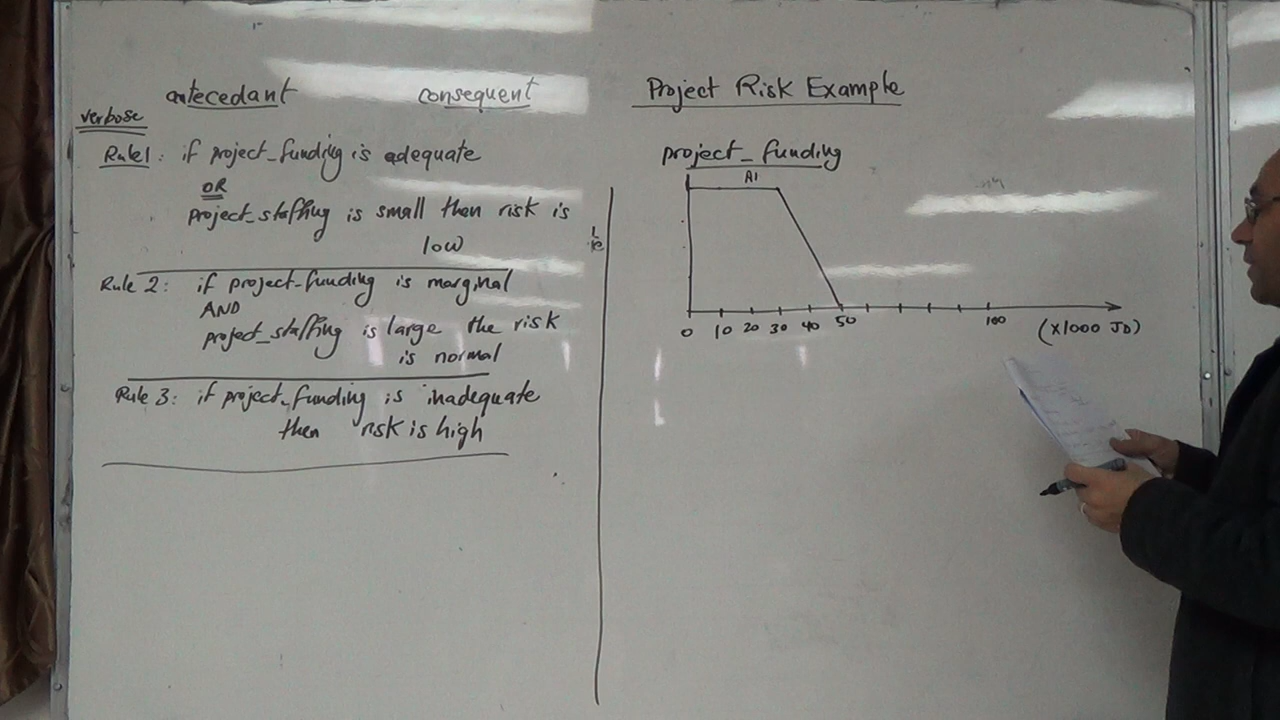 antecedant consequent
verbose
Rule1: if project_funding is adequate
OR
project_staffing is small then risk is
low
Rule 2: if project_funding is marginal
AND
project_staffing is large the risk
is normal
Rule 3: if project_funding is inadequate
then risk is high
Project Risk Example
project_funding
A1
0 10 20 30 40 50 100 (x1000 JD)